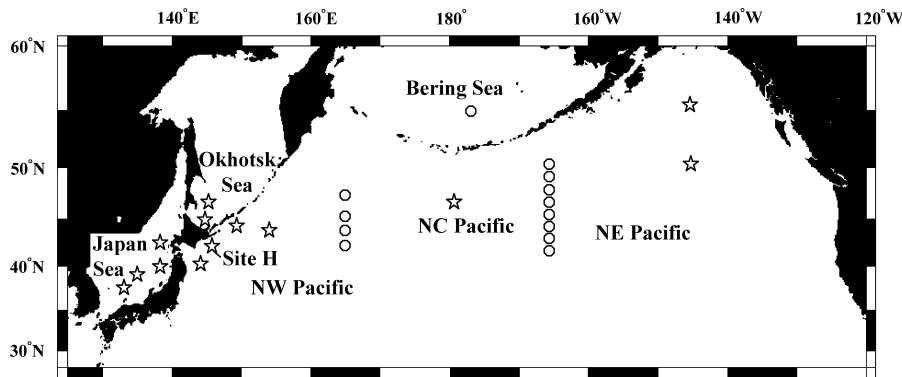 140°E 160°E 180° 160°W 140°W 120°W
60°N
Bering Sea
Okhotsk
Sea
50°N
NC Pacific
NE Pacific
Japan
Sea
Site H
40°N
NW Pacific
30°N